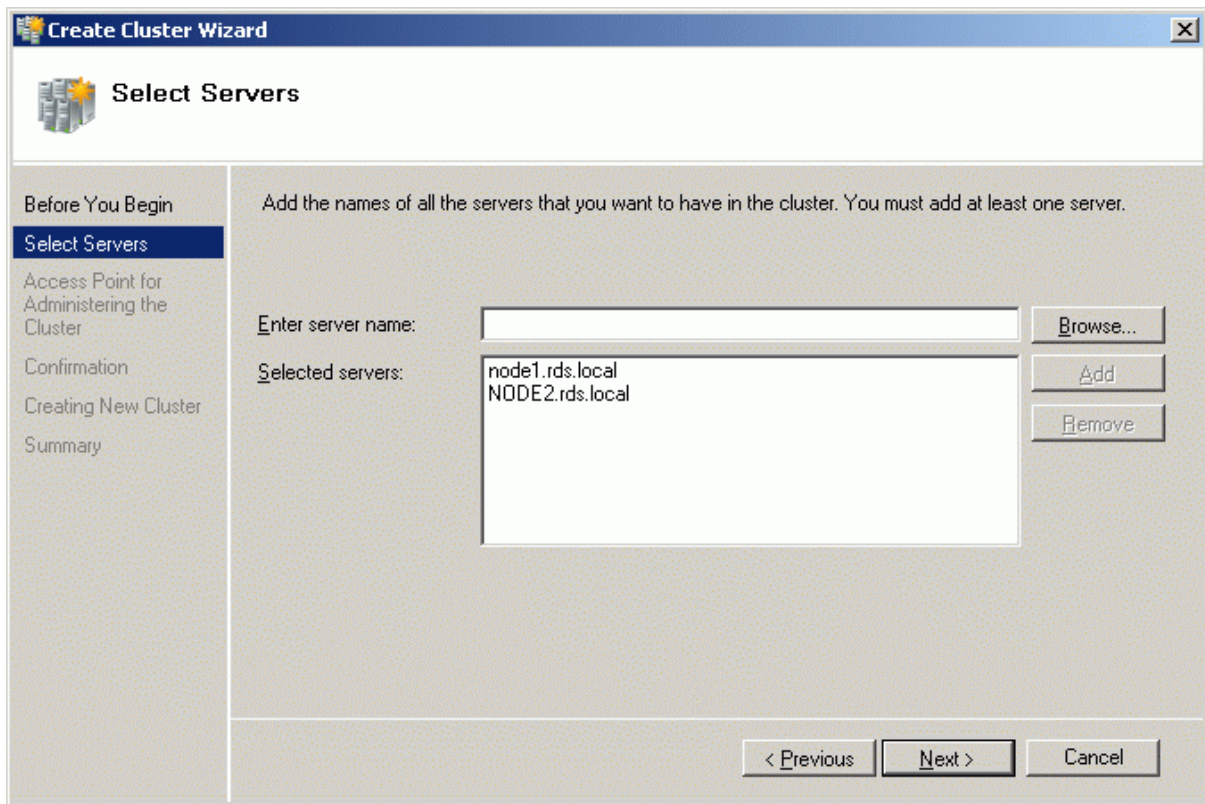 Create Cluster Wizard
Select Servers
Before You Begin
Select Servers
Access Point for
Administering the
Cluster
Confirmation
Creating New Cluster
Summary
Add the names of all the servers that you want to have in the cluster. You must add at least one server.
Enter server name:
Browse...
Selected servers:
node1.rds.local
NODE2.rds.local
Add
Remove
< Previous
Next >
Cancel